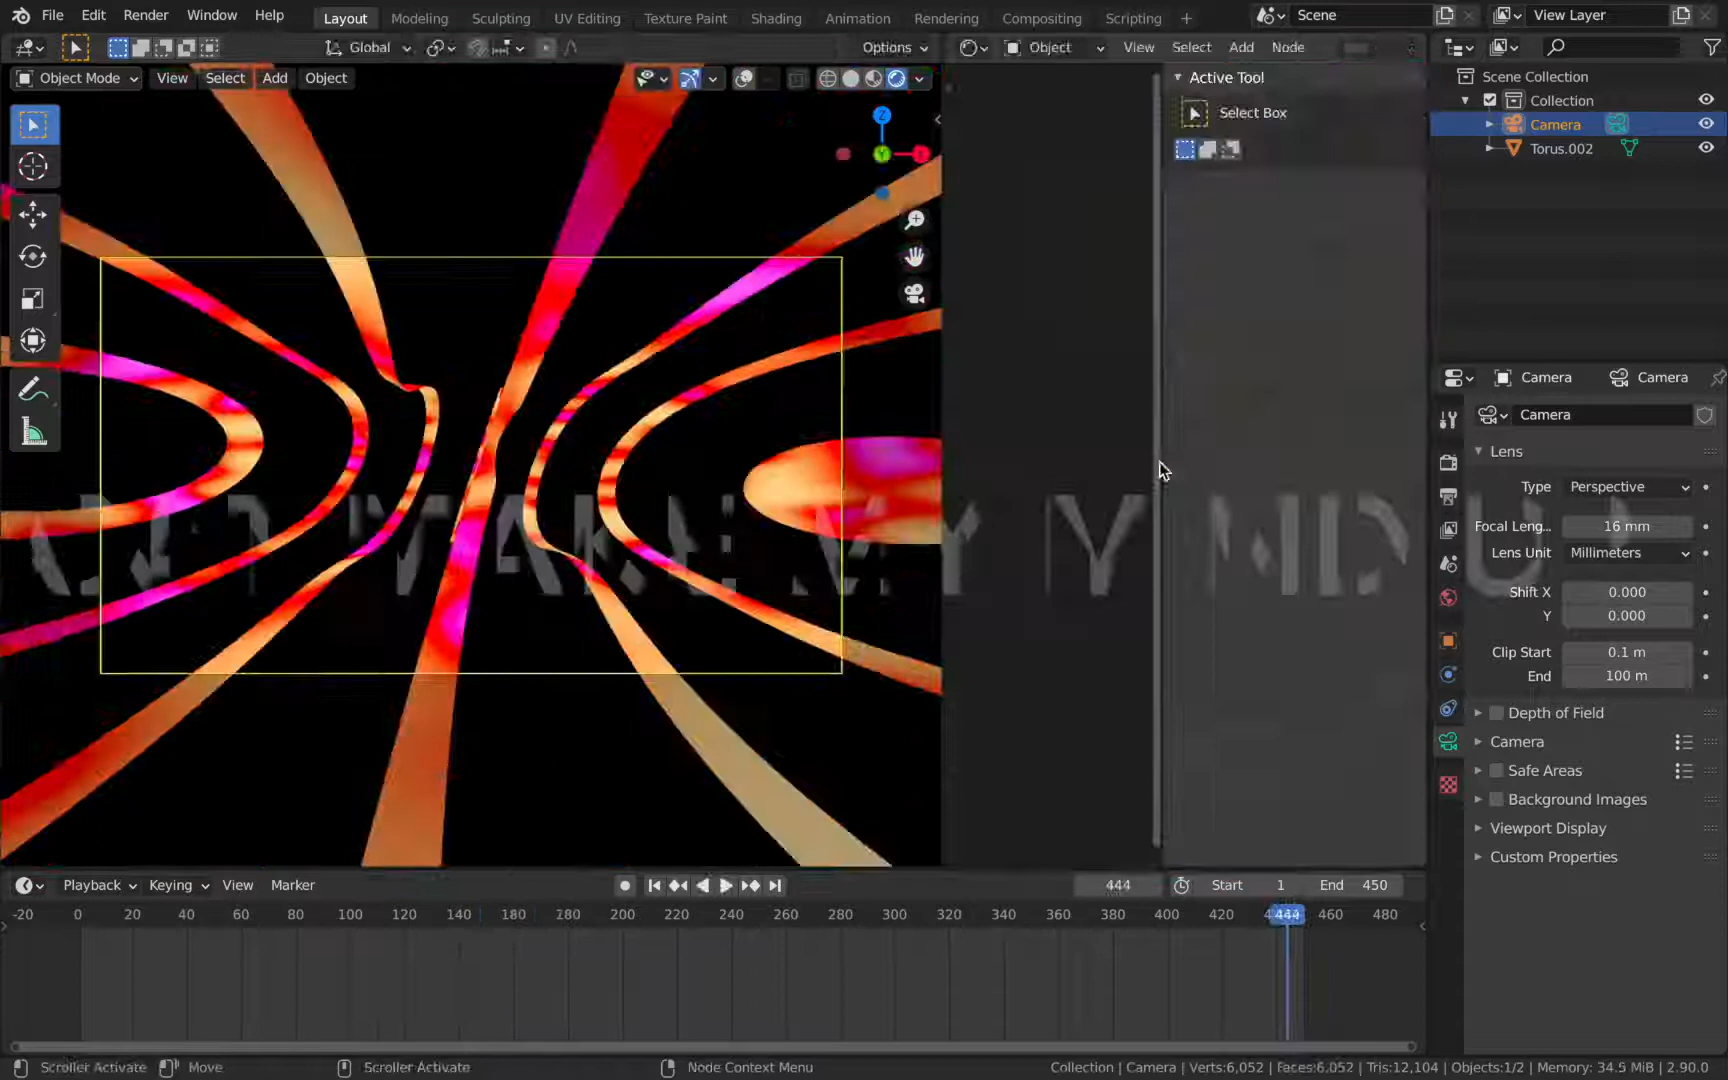 File Edit Render Window Help Layout Modeling Sculpting UV Editing Texture Paint Shading Animation Rendering Compositing Scripting + Scene View Layer
Global Options Object View Select Add Node
Object Mode View Select Add Object
Active Tool
Select Box
Z
Y
X
Scene Collection
Collection
Camera
Torus.002
Camera Camera
Camera
Lens
Type Perspective
Focal Leng... 16 mm
Lens Unit Millimeters
Shift X 0.000
Y 0.000
Clip Start 0.1 m
End 100 m
Depth of Field
Camera
Safe Areas
Background Images
Viewport Display
Custom Properties
TAKE MY
Playback Keying View Marker 444 Start 1 End 450
-20 0 20 40 60 80 100 120 140 160 180 200 220 240 260 280 300 320 340 360 380 400 420 444 460 480
Scroller Activate Move Scroller Activate Node Context Menu Collection | Camera | Verts:6,052 | Faces:6,052 | Tris:12,104 | Objects:1/2 | Memory: 34.5 MiB | 2.90.0